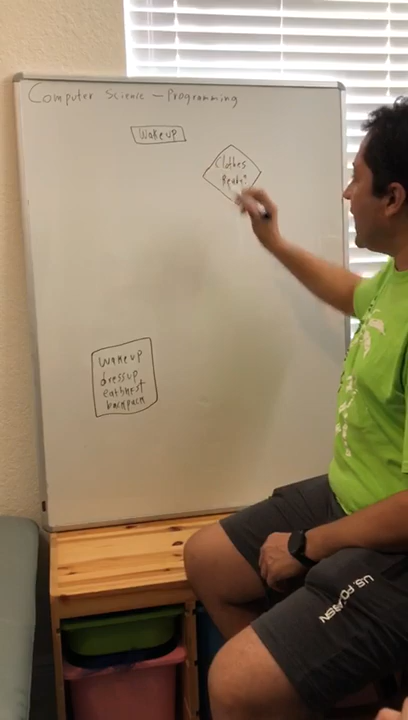 Computer Science - Programming
Wakeup
Clothes
Ready?
Wakeup
dressup
eatbkfst
backpack
U.S. POLO ASSN